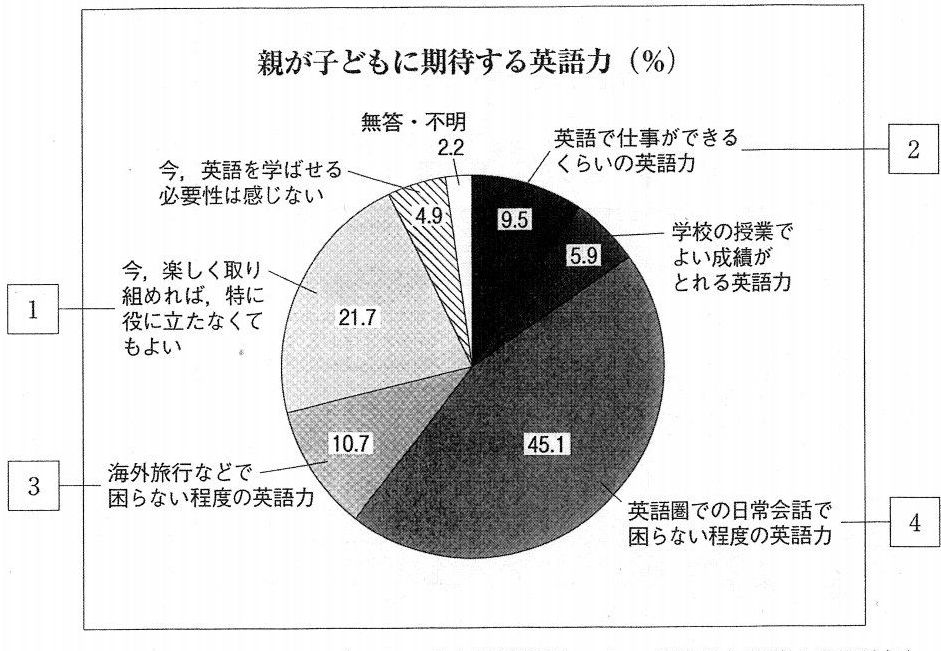 親が子どもに期待する英語力（%）
無答・不明
2.2
英語で仕事ができる
くらいの英語力
2
9.5
学校の授業で
よい成績が
とれる英語力
5.9
今，英語を学ばせる
必要性は感じない
4.9
今，楽しく取り
組めれば，特に
役に立たなくて
もよい
1
21.7
海外旅行などで
困らない程度の英語力
3
10.7
45.1
英語圏での日常会話で
困らない程度の英語力
4